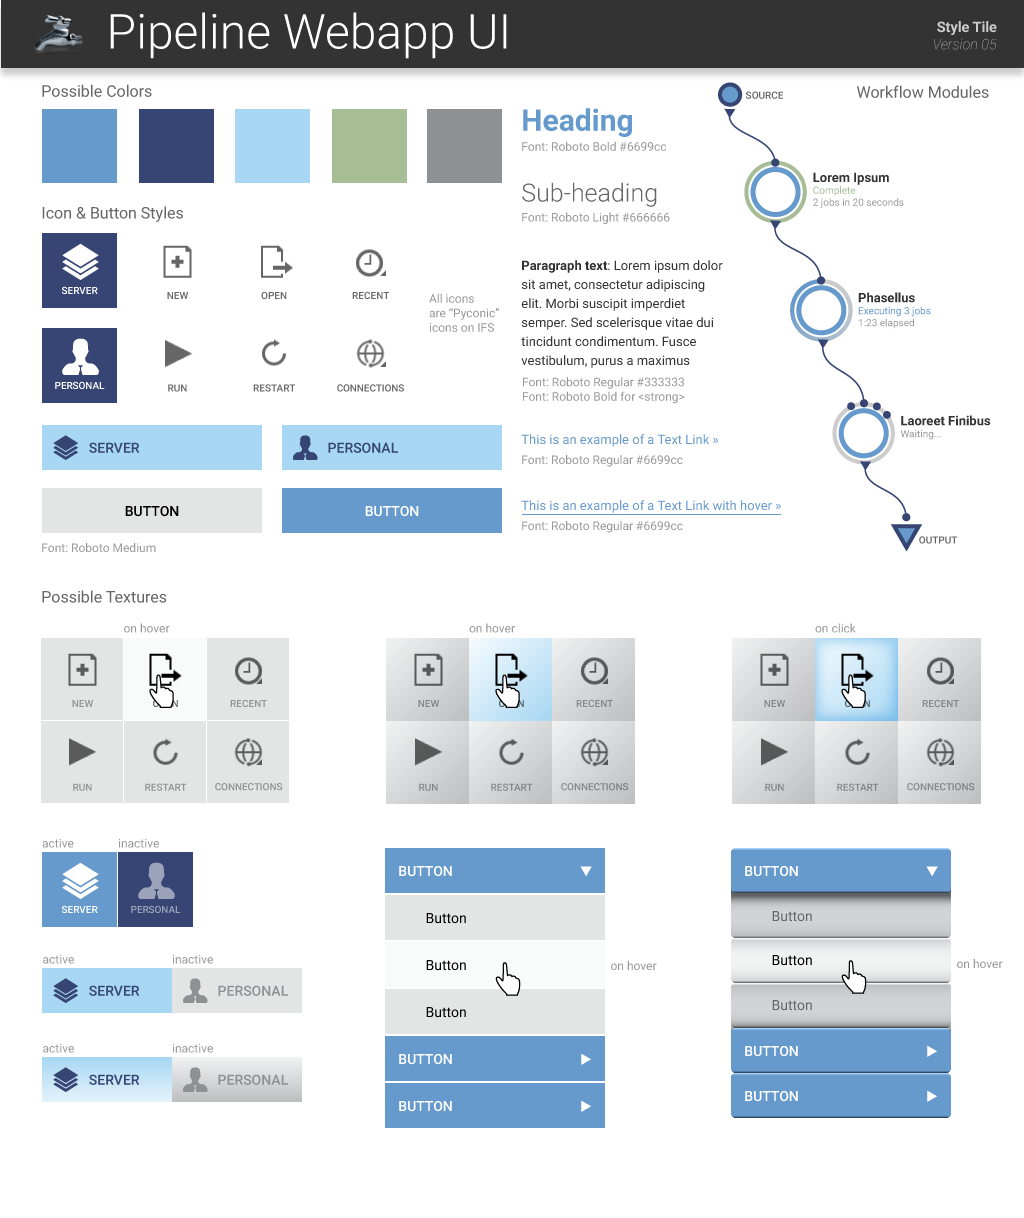 Pipeline Webapp UI
Style Tile
Version 05
Possible Colors
Icon & Button Styles
SERVER
NEW
OPEN
RECENT
All icons
are “Pyconic”
icons on IFS
PERSONAL
RUN
RESTART
CONNECTIONS
SERVER
PERSONAL
BUTTON
BUTTON
Font: Roboto Medium
Heading
Font: Roboto Bold #6699cc
Sub-heading
Font: Roboto Light #666666
Paragraph text: Lorem ipsum dolor
sit amet, consectetur adipiscing
elit. Morbi suscipit imperdiet
semper. Sed scelerisque vitae dui
tincidunt condimentum. Fusce
vestibulum, purus a maximus
Font: Roboto Regular #333333
Font: Roboto Bold for <strong>
This is an example of a Text Link »
Font: Roboto Regular #6699cc
This is an example of a Text Link with hover »
Font: Roboto Regular #6699cc
Workflow Modules
SOURCE
Lorem Ipsum
Complete
2 jobs in 20 seconds
Phasellus
Executing 3 jobs
1:23 elapsed
Laoreet Finibus
Waiting...
OUTPUT
Possible Textures
on hover
NEW
RECENT
RUN
RESTART
CONNECTIONS
on hover
NEW
RECENT
RUN
RESTART
CONNECTIONS
on click
NEW
RECENT
RUN
RESTART
CONNECTIONS
active
inactive
SERVER
PERSONAL
active
inactive
SERVER
PERSONAL
active
inactive
SERVER
PERSONAL
BUTTON
Button
Button
on hover
Button
BUTTON
BUTTON
BUTTON
Button
Button
on hover
Button
BUTTON
BUTTON